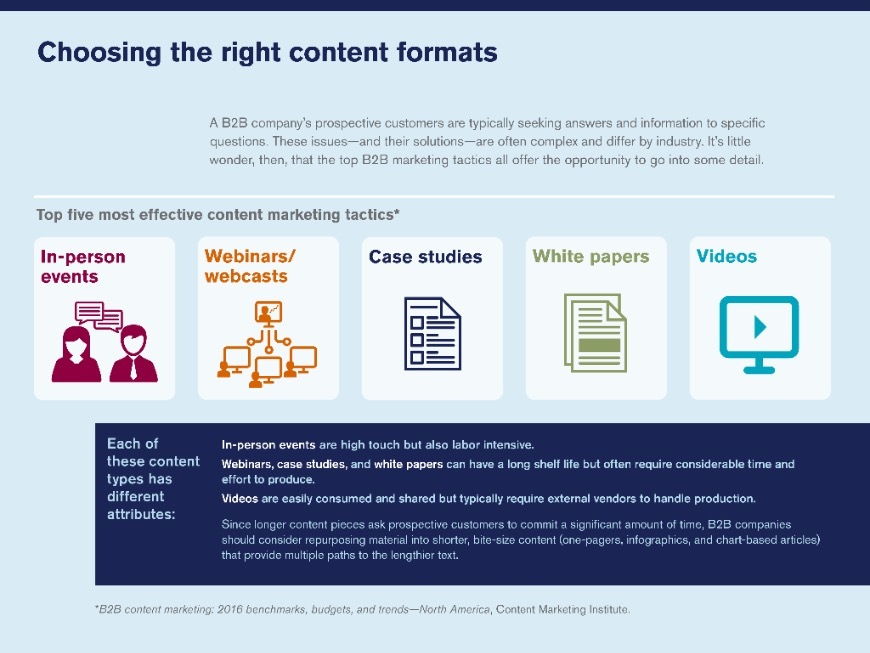 Choosing the right content formats
A B2B company's prospective customers are typically seeking answers and information to specific
questions. These issues—and their solutions—are often complex and differ by industry. It's little
wonder, then, that the top B2B marketing tactics all offer the opportunity to go into some detail.
Top five most effective content marketing tactics*
In-person
events
Webinars/
webcasts
Case studies
White papers
Videos
Each of
these content
types has
different
attributes:
In-person events are high touch but also labor intensive.
Webinars, case studies, and white papers can have a long shelf life but often require considerable time and
effort to produce.
Videos are easily consumed and shared but typically require external vendors to handle production.
Since longer content pieces ask prospective customers to commit a significant amount of time, B2B companies
should consider repurposing material into shorter, bite-size content (one-pagers, infographics, and chart-based articles)
that provide multiple paths to the lengthier text.
*B2B content marketing: 2016 benchmarks, budgets, and trends—North America, Content Marketing Institute.